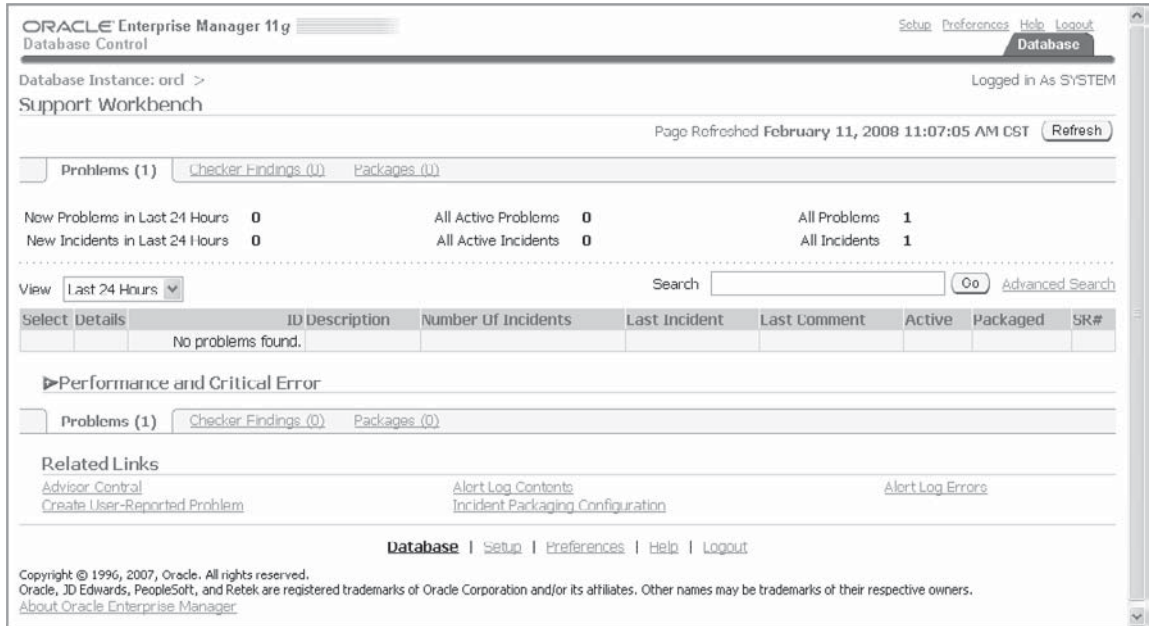 ORACLE Enterprise Manager 11g
Database Control
Setup Preferences Help Logout
Database
Database Instance: orcl >
Logged in As SYSTEM
Support Workbench
Page Refreshed February 11, 2008 11:07:05 AM CST Refresh
Problems (1) Checker Findings (0) Packages (0)
New Problems in Last 24 Hours 0 All Active Problems 0 All Problems 1
New Incidents in Last 24 Hours 0 All Active Incidents 0 All Incidents 1
View Last 24 Hours Search Go Advanced Search
Select Details ID Description Number Of Incidents Last Incident Last Comment Active Packaged SR#
No problems found.
Performance and Critical Error
Problems (1) Checker Findings (0) Packages (0)
Related Links
Advisor Central Alert Log Contents Alert Log Errors
Create User-Reported Problem Incident Packaging Configuration
Database | Setup | Preferences | Help | Logout
Copyright © 1996, 2007, Oracle. All rights reserved.
Oracle, JD Edwards, PeopleSoft, and Retek are registered trademarks of Oracle Corporation and/or its affiliates. Other names may be trademarks of their respective owners.
About Oracle Enterprise Manager